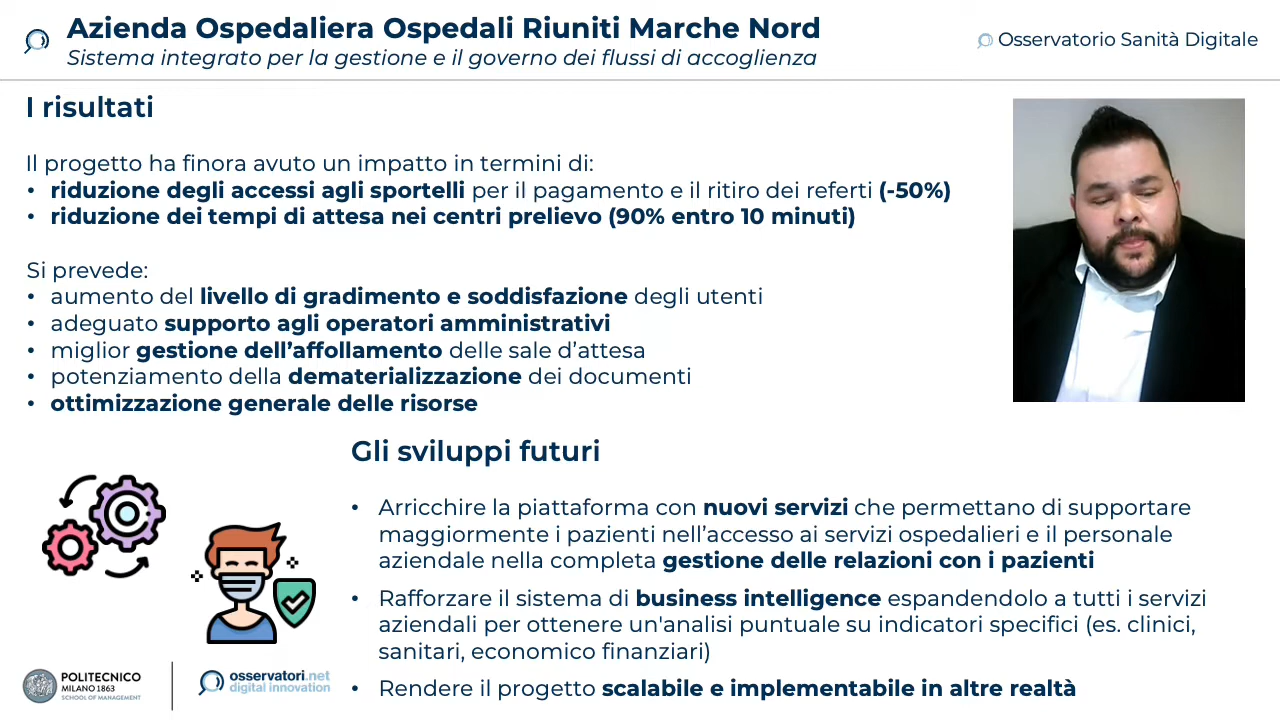 Azienda Ospedaliera Ospedali Riuniti Marche Nord
Sistema integrato per la gestione e il governo dei flussi di accoglienza
Osservatorio Sanità Digitale
I risultati
Il progetto ha finora avuto un impatto in termini di:
• riduzione degli accessi agli sportelli per il pagamento e il ritiro dei referti (-50%)
• riduzione dei tempi di attesa nei centri prelievo (90% entro 10 minuti)
Si prevede:
• aumento del livello di gradimento e soddisfazione degli utenti
• adeguato supporto agli operatori amministrativi
• miglior gestione dell’affollamento delle sale d’attesa
• potenziamento della dematerializzazione dei documenti
• ottimizzazione generale delle risorse
Gli sviluppi futuri
• Arricchire la piattaforma con nuovi servizi che permettano di supportare
maggiormente i pazienti nell’accesso ai servizi ospedalieri e il personale
aziendale nella completa gestione delle relazioni con i pazienti
• Rafforzare il sistema di business intelligence espandendolo a tutti i servizi
aziendali per ottenere un'analisi puntuale su indicatori specifici (es. clinici,
sanitari, economico finanziari)
• Rendere il progetto scalabile e implementabile in altre realtà
POLITECNICO
MILANO 1863
SCHOOL OF MANAGEMENT
osservatori.net
digital innovation